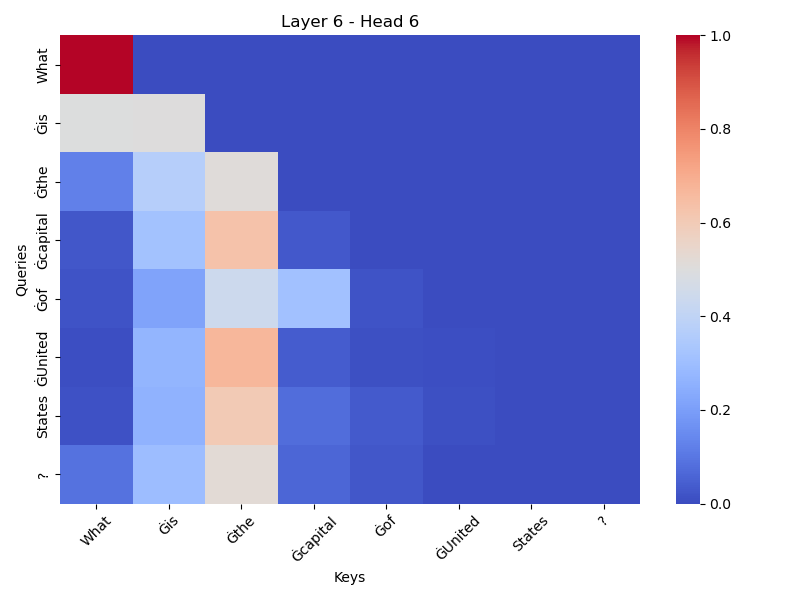 Layer 6 - Head 6
Queries
What
Ġis
Ġthe
Ġcapital
Ġof
ĠUnited
States
?
What
Ġis
Ġthe
Ġcapital
Ġof
ĠUnited
States
?
Keys
1.0
0.8
0.6
0.4
0.2
0.0